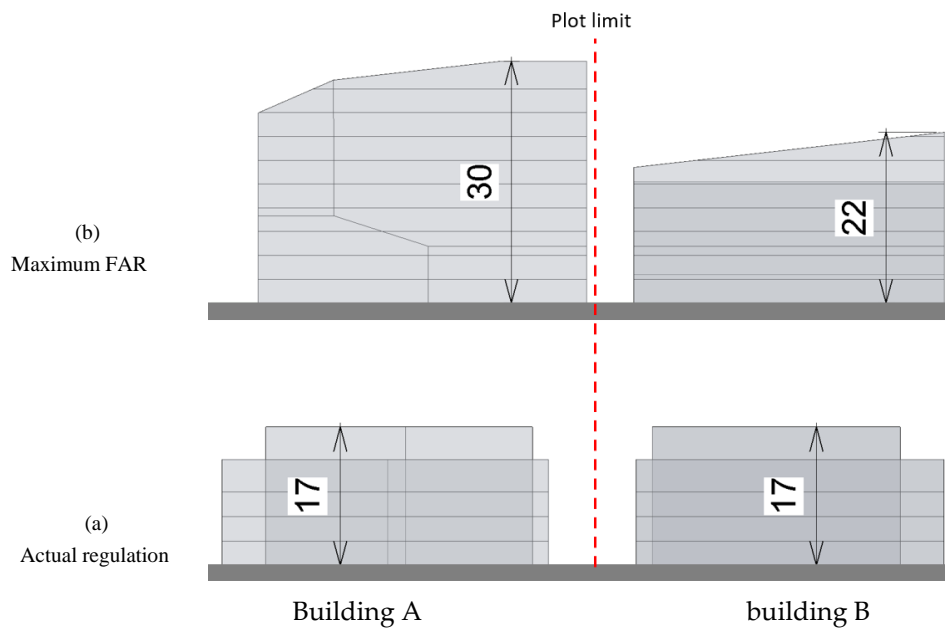 Plot limit
30
22
(b)
Maximum FAR
17
17
(a)
Actual regulation
Building A
building B